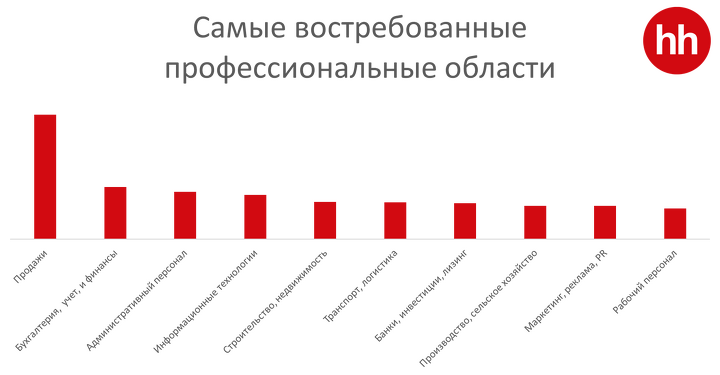 Самые востребованные
профессиональные области
hh
Продажи
Бухгалтерия, учет, и финансы
Административный персонал
Информационные технологии
Строительство, недвижимость
Транспорт, логистика
Банки, инвестиции, лизинг
Производство, сельское хозяйство
Маркетинг, реклама, PR
Рабочий персонал